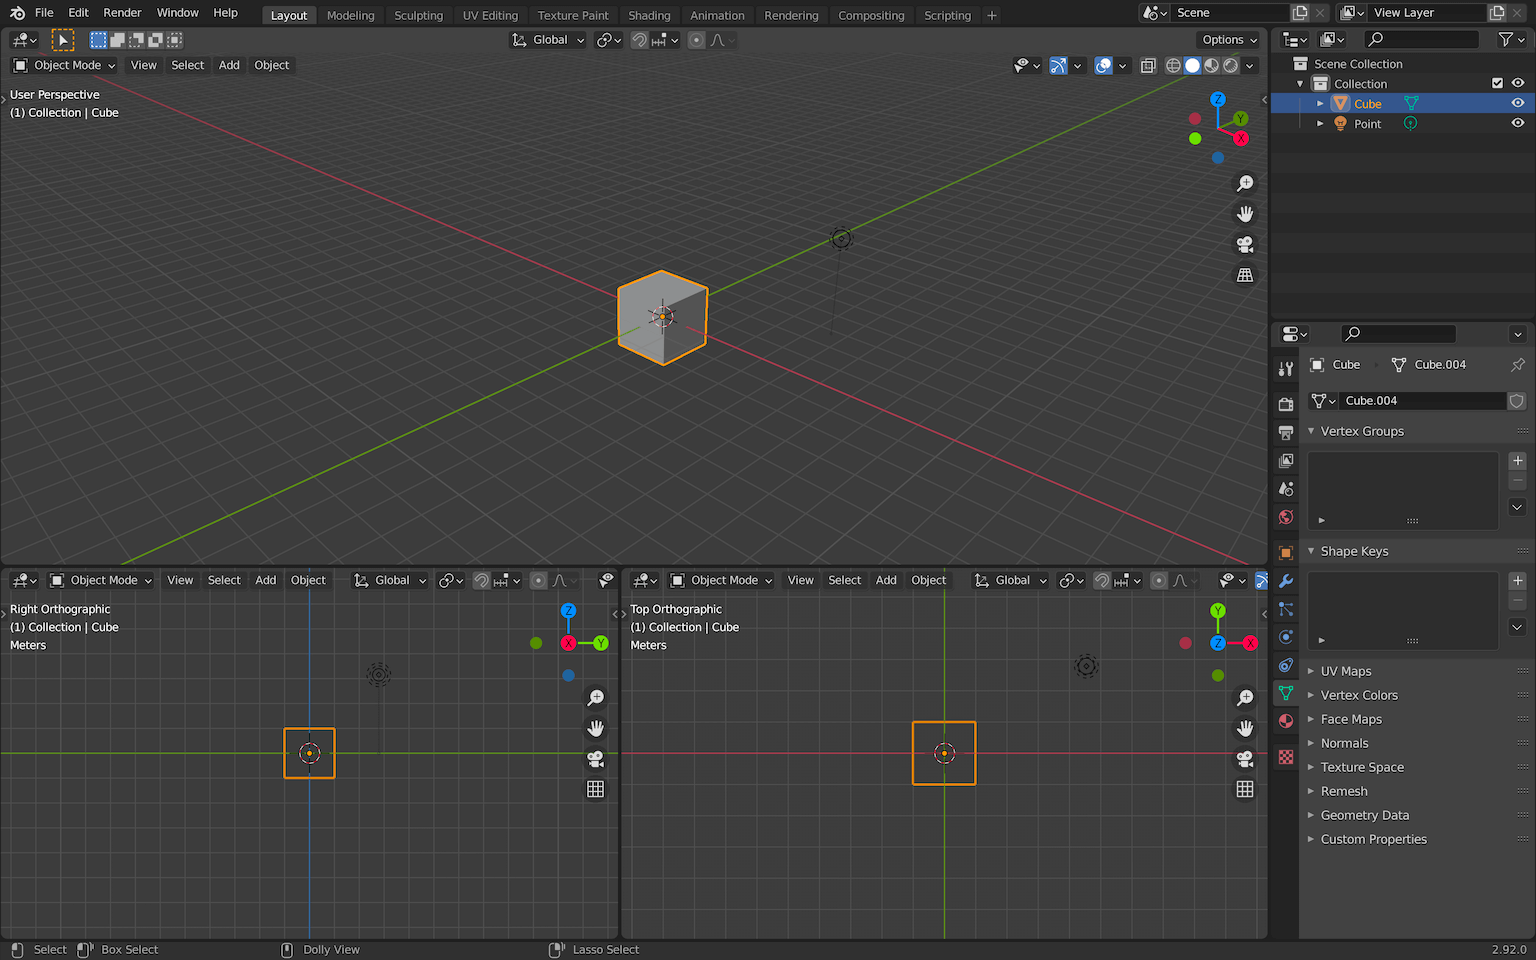 File Edit Render Window Help Layout Modeling Sculpting UV Editing Texture Paint Shading Animation Rendering Compositing Scripting + Scene View Layer
Global Options
Object Mode View Select Add Object
User Perspective
(1) Collection | Cube
Z
Y
X
Scene Collection
Collection
Cube
Point
Cube Cube.004
Cube.004
Vertex Groups
Shape Keys
UV Maps
Vertex Colors
Face Maps
Normals
Texture Space
Remesh
Geometry Data
Custom Properties
Object Mode View Select Add Object Global
Right Orthographic
(1) Collection | Cube
Meters
Z
X Y
Object Mode View Select Add Object Global
Top Orthographic
(1) Collection | Cube
Meters
Y
Z X
Select Box Select Dolly View Lasso Select 2.92.0